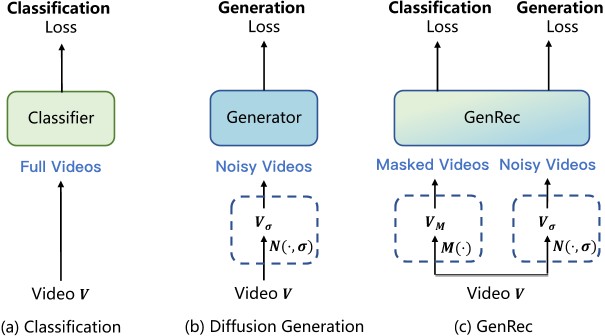 Classification
Loss
Classifier
Full Videos
Video V
(a) Classification
Generation
Loss
Generator
Noisy Videos
V_σ
N(·, σ)
Video V
(b) Diffusion Generation
Classification Generation
Loss Loss
GenRec
Masked Videos Noisy Videos
V_M V_σ
M(·) N(·, σ)
Video V
(c) GenRec